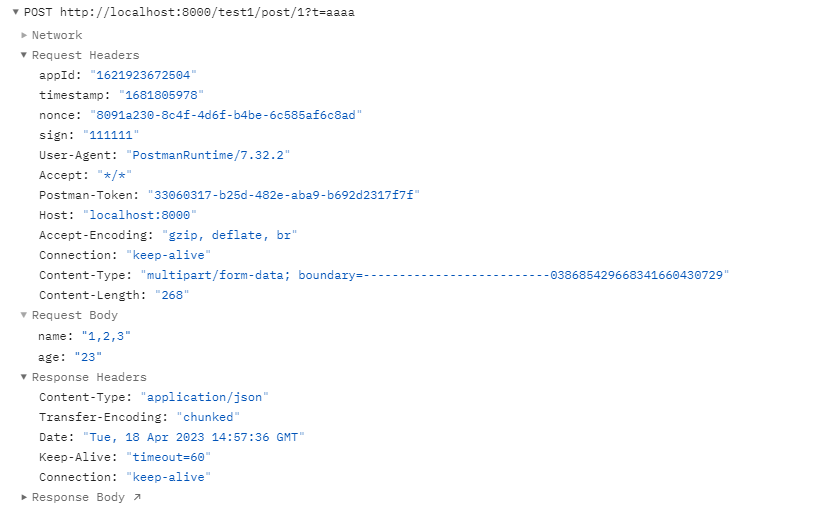 POST http://localhost:8000/test1/post/1?t=aaaa
Network
Request Headers
appId: "1621923672504"
timestamp: "1681805978"
nonce: "8091a230-8c4f-4d6f-b4be-6c585af6c8ad"
sign: "111111"
User-Agent: "PostmanRuntime/7.32.2"
Accept: "*/*"
Postman-Token: "33060317-b25d-482e-aba9-b692d2317f7f"
Host: "localhost:8000"
Accept-Encoding: "gzip, deflate, br"
Connection: "keep-alive"
Content-Type: "multipart/form-data; boundary=--------------------------038685429668341660430729"
Content-Length: "268"
Request Body
name: "1,2,3"
age: "23"
Response Headers
Content-Type: "application/json"
Transfer-Encoding: "chunked"
Date: "Tue, 18 Apr 2023 14:57:36 GMT"
Keep-Alive: "timeout=60"
Connection: "keep-alive"
Response Body ↗